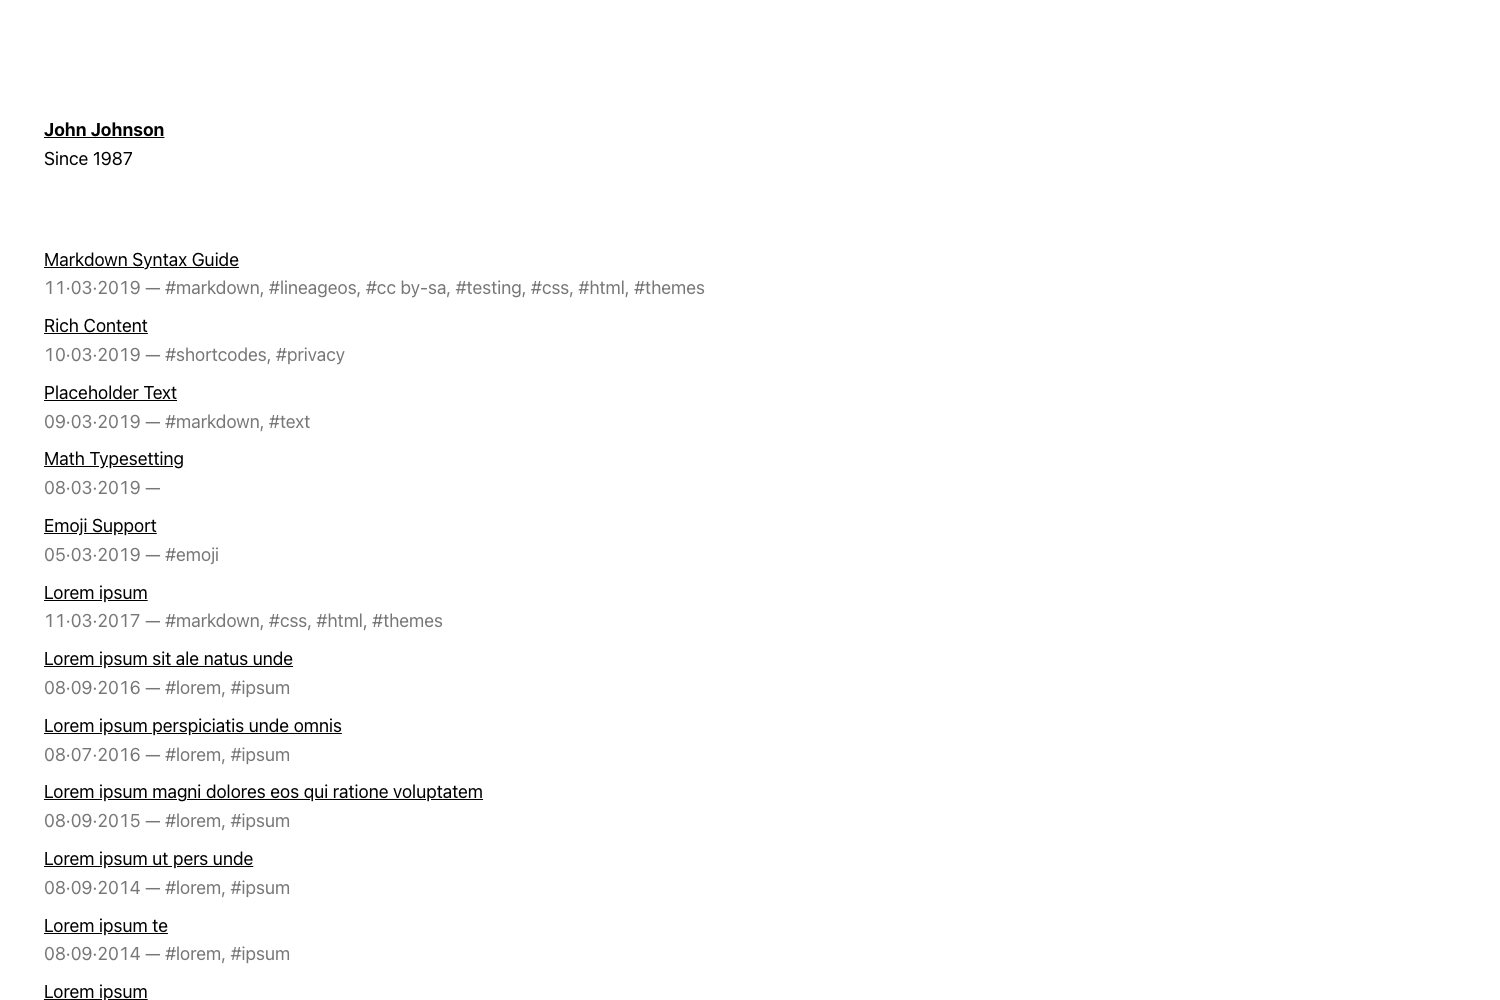 John Johnson
Since 1987
Markdown Syntax Guide
11·03·2019 — #markdown, #lineageos, #cc by-sa, #testing, #css, #html, #themes
Rich Content
10·03·2019 — #shortcodes, #privacy
Placeholder Text
09·03·2019 — #markdown, #text
Math Typesetting
08·03·2019 —
Emoji Support
05·03·2019 — #emoji
Lorem ipsum
11·03·2017 — #markdown, #css, #html, #themes
Lorem ipsum sit ale natus unde
08·09·2016 — #lorem, #ipsum
Lorem ipsum perspiciatis unde omnis
08·07·2016 — #lorem, #ipsum
Lorem ipsum magni dolores eos qui ratione voluptatem
08·09·2015 — #lorem, #ipsum
Lorem ipsum ut pers unde
08·09·2014 — #lorem, #ipsum
Lorem ipsum te
08·09·2014 — #lorem, #ipsum
Lorem ipsum